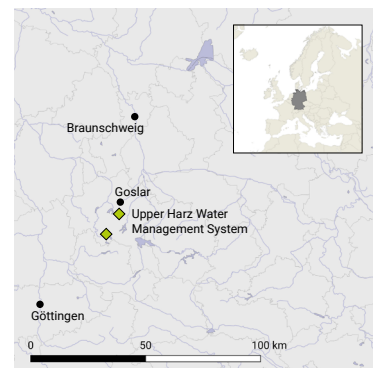 Braunschweig
Goslar
Upper Harz Water
Management System
Göttingen
0 50 100 km